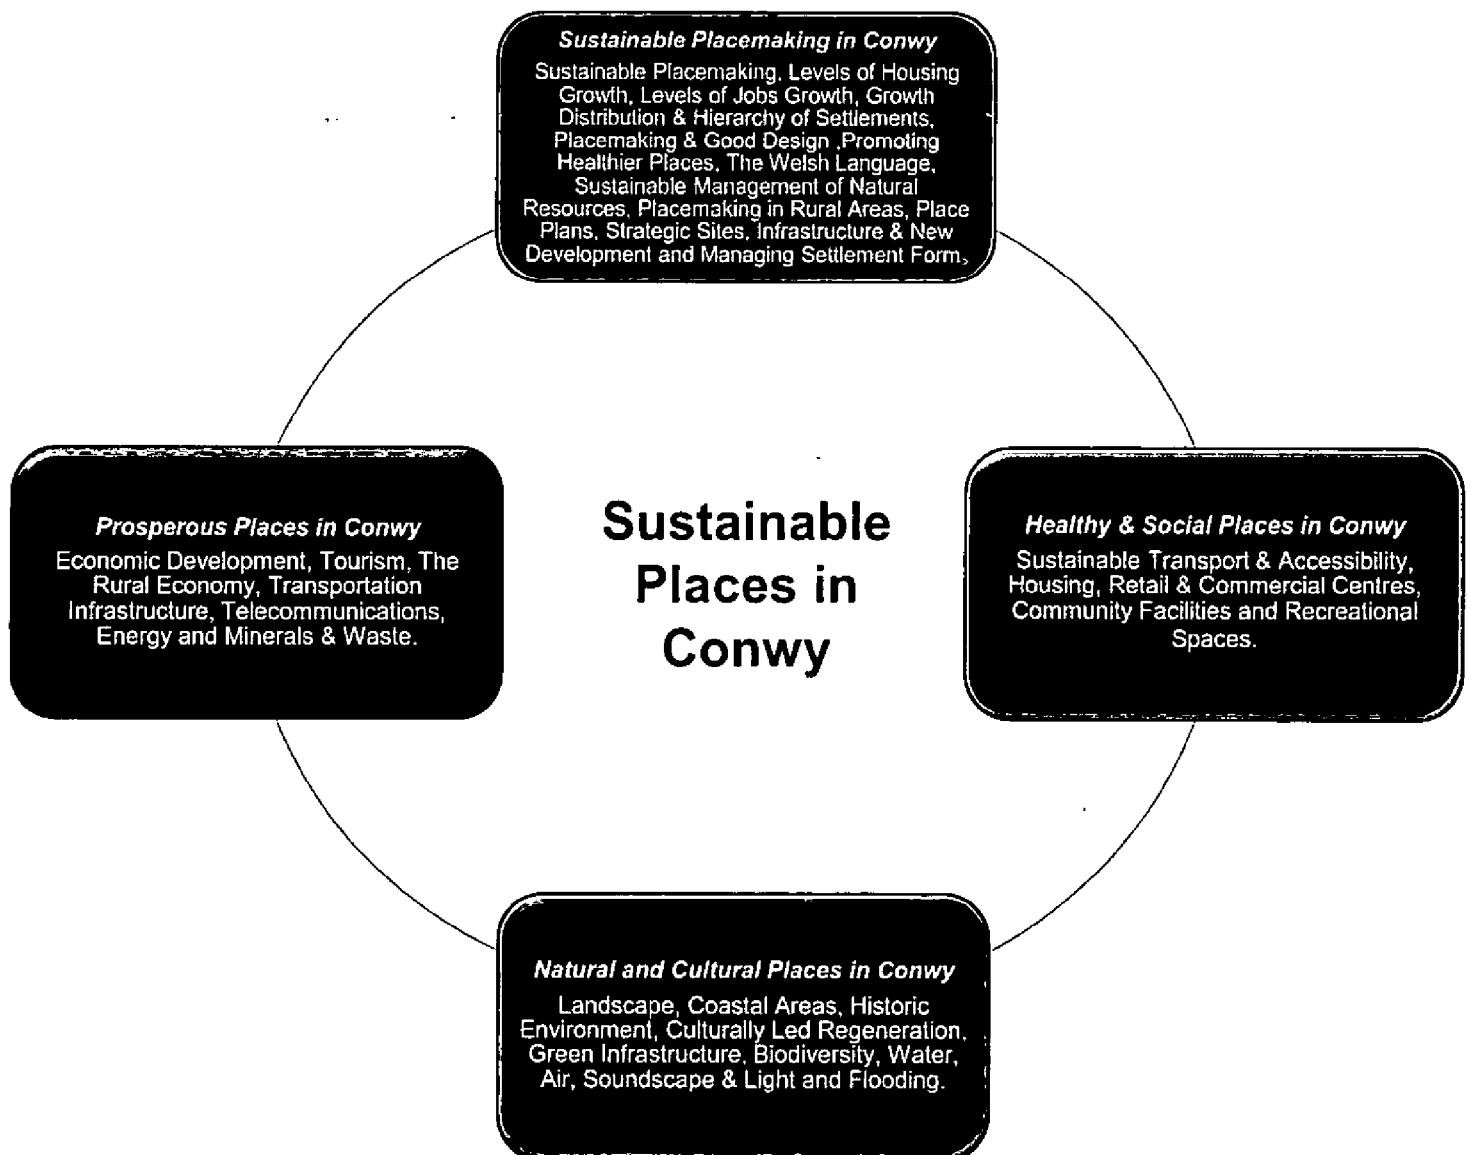 Sustainable Placemaking in Conwy
Sustainable Placemaking, Levels of Housing
Growth, Levels of Jobs Growth, Growth
Distribution & Hierarchy of Settlements,
Placemaking & Good Design ,Promoting
Healthier Places, The Welsh Language,
Sustainable Management of Natural
Resources, Placemaking in Rural Areas, Place
Plans, Strategic Sites, Infrastructure & New
Development and Managing Settlement Form,
Prosperous Places in Conwy
Economic Development, Tourism, The
Rural Economy, Transportation
Infrastructure, Telecommunications,
Energy and Minerals & Waste.
Sustainable
Places in
Conwy
Healthy & Social Places in Conwy
Sustainable Transport & Accessibility,
Housing, Retail & Commercial Centres,
Community Facilities and Recreational
Spaces.
Natural and Cultural Places in Conwy
Landscape, Coastal Areas, Historic
Environment, Culturally Led Regeneration,
Green Infrastructure, Biodiversity, Water,
Air, Soundscape & Light and Flooding.